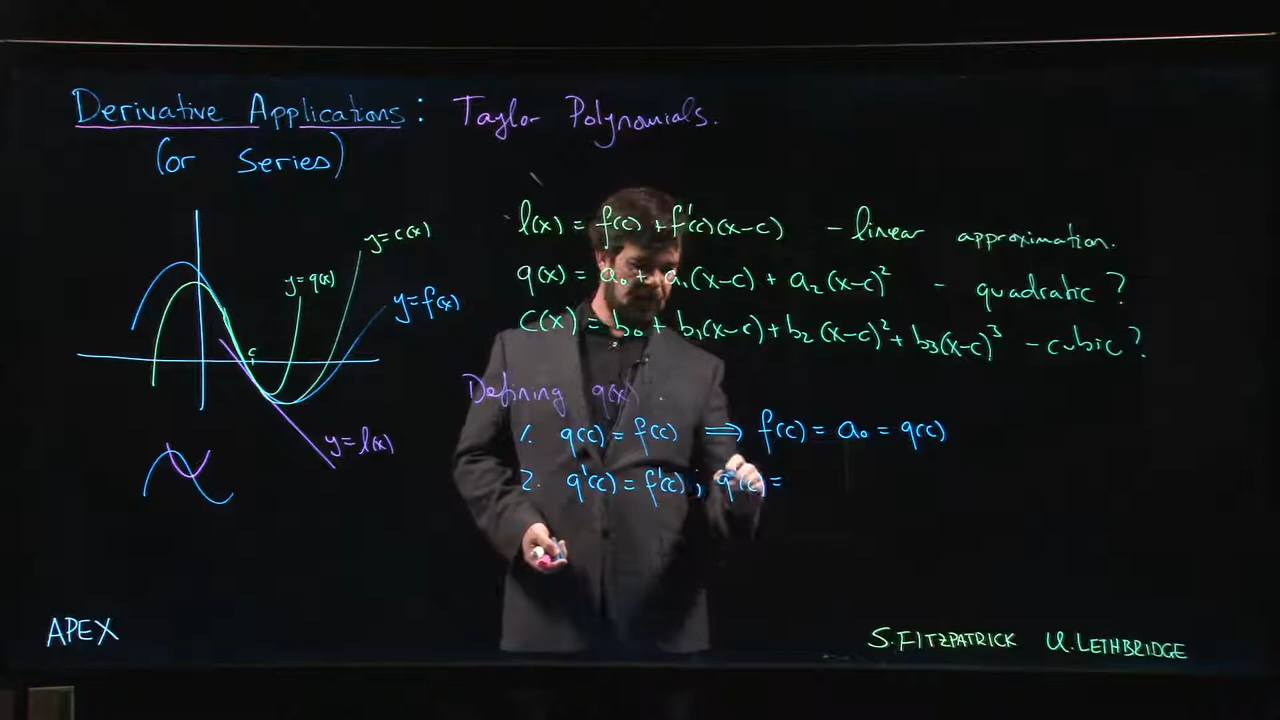 Derivative Applications: Taylor Polynomials.
(or Series)
l(x) = f(c) + f'(c)(x-c) - linear approximation.
q(x) = a₀ + a₁(x-c) + a₂(x-c)² - quadratic ?
c(x) = b₀ + b₁(x-c) + b₂(x-c)² + b₃(x-c)³ - cubic ?
y=c(x)
y=q(x)
y=f(x)
c
y=l(x)
Defining q(x).
1. q(c) = f(c) ⟹ f(c) = a₀ = q(c)
2. q'(c) = f'(c) ; q'(c) =
APEX
S.FITZPATRICK U.LETHBRIDGE